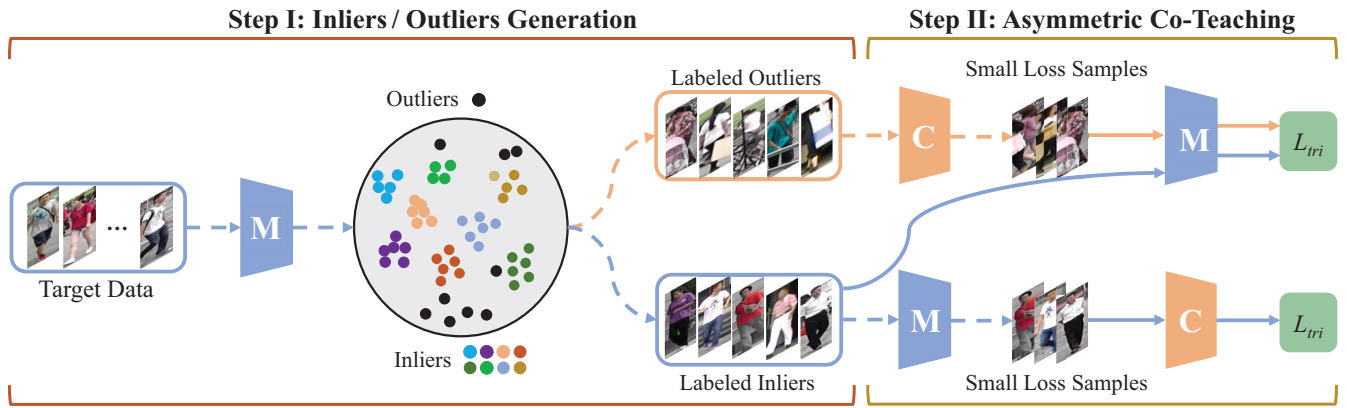 Step I: Inliers / Outliers Generation
Step II: Asymmetric Co-Teaching
Outliers
Labeled Outliers
Small Loss Samples
C
M
L_tri
M
...
Target Data
Inliers
Labeled Inliers
M
C
L_tri
Small Loss Samples